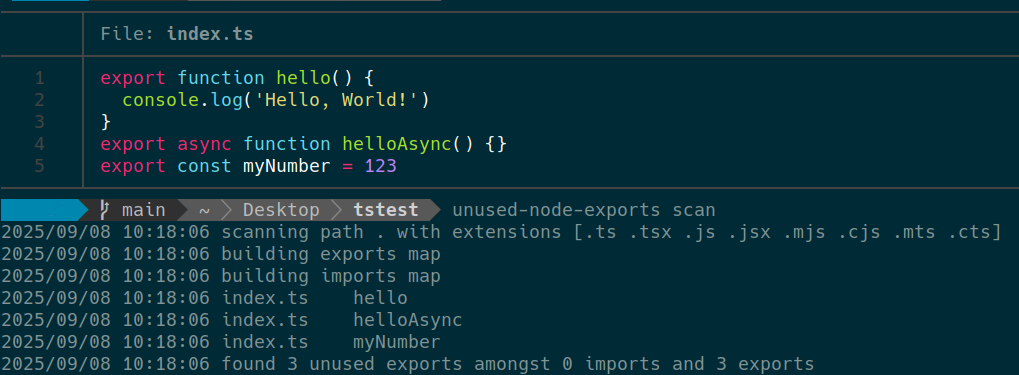 File: index.ts
1 export function hello() {
2   console.log('Hello, World!')
3 }
4 export async function helloAsync() {}
5 export const myNumber = 123
main ~ Desktop tstest unused-node-exports scan
2025/09/08 10:18:06 scanning path . with extensions [.ts .tsx .js .jsx .mjs .cjs .mts .cts]
2025/09/08 10:18:06 building exports map
2025/09/08 10:18:06 building imports map
2025/09/08 10:18:06 index.ts    hello
2025/09/08 10:18:06 index.ts    helloAsync
2025/09/08 10:18:06 index.ts    myNumber
2025/09/08 10:18:06 found 3 unused exports amongst 0 imports and 3 exports